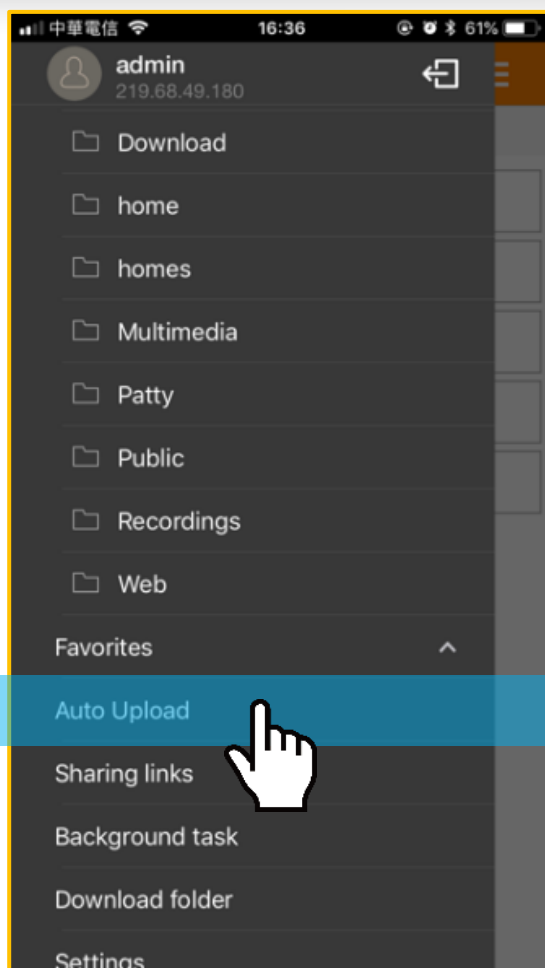 中華電信 16:36 61%
admin
219.68.49.180
Download
home
homes
Multimedia
Patty
Public
Recordings
Web
Favorites
Auto Upload
Sharing links
Background task
Download folder
Settings